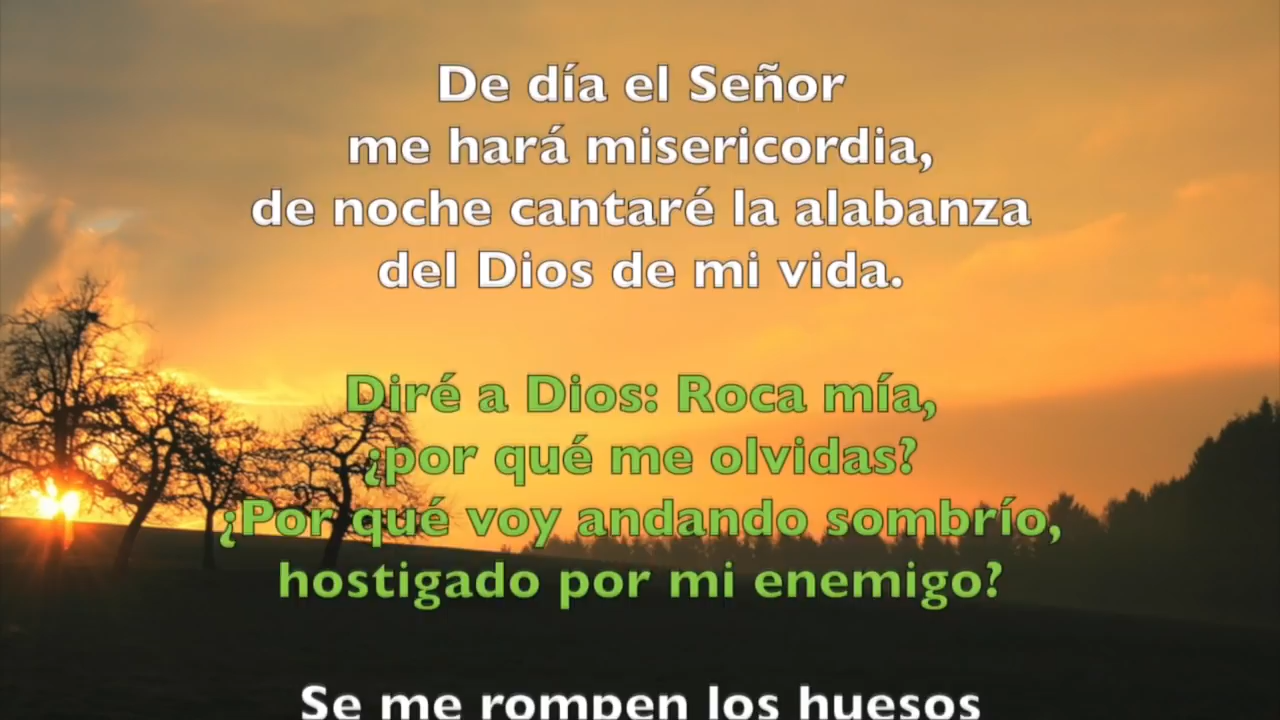 De día el Señor
me hará misericordia,
de noche cantaré la alabanza
del Dios de mi vida.
Diré a Dios: Roca mía,
¿por qué me olvidas?
¿Por qué voy andando sombrío,
hostigado por mi enemigo?
Se me rompen los huesos